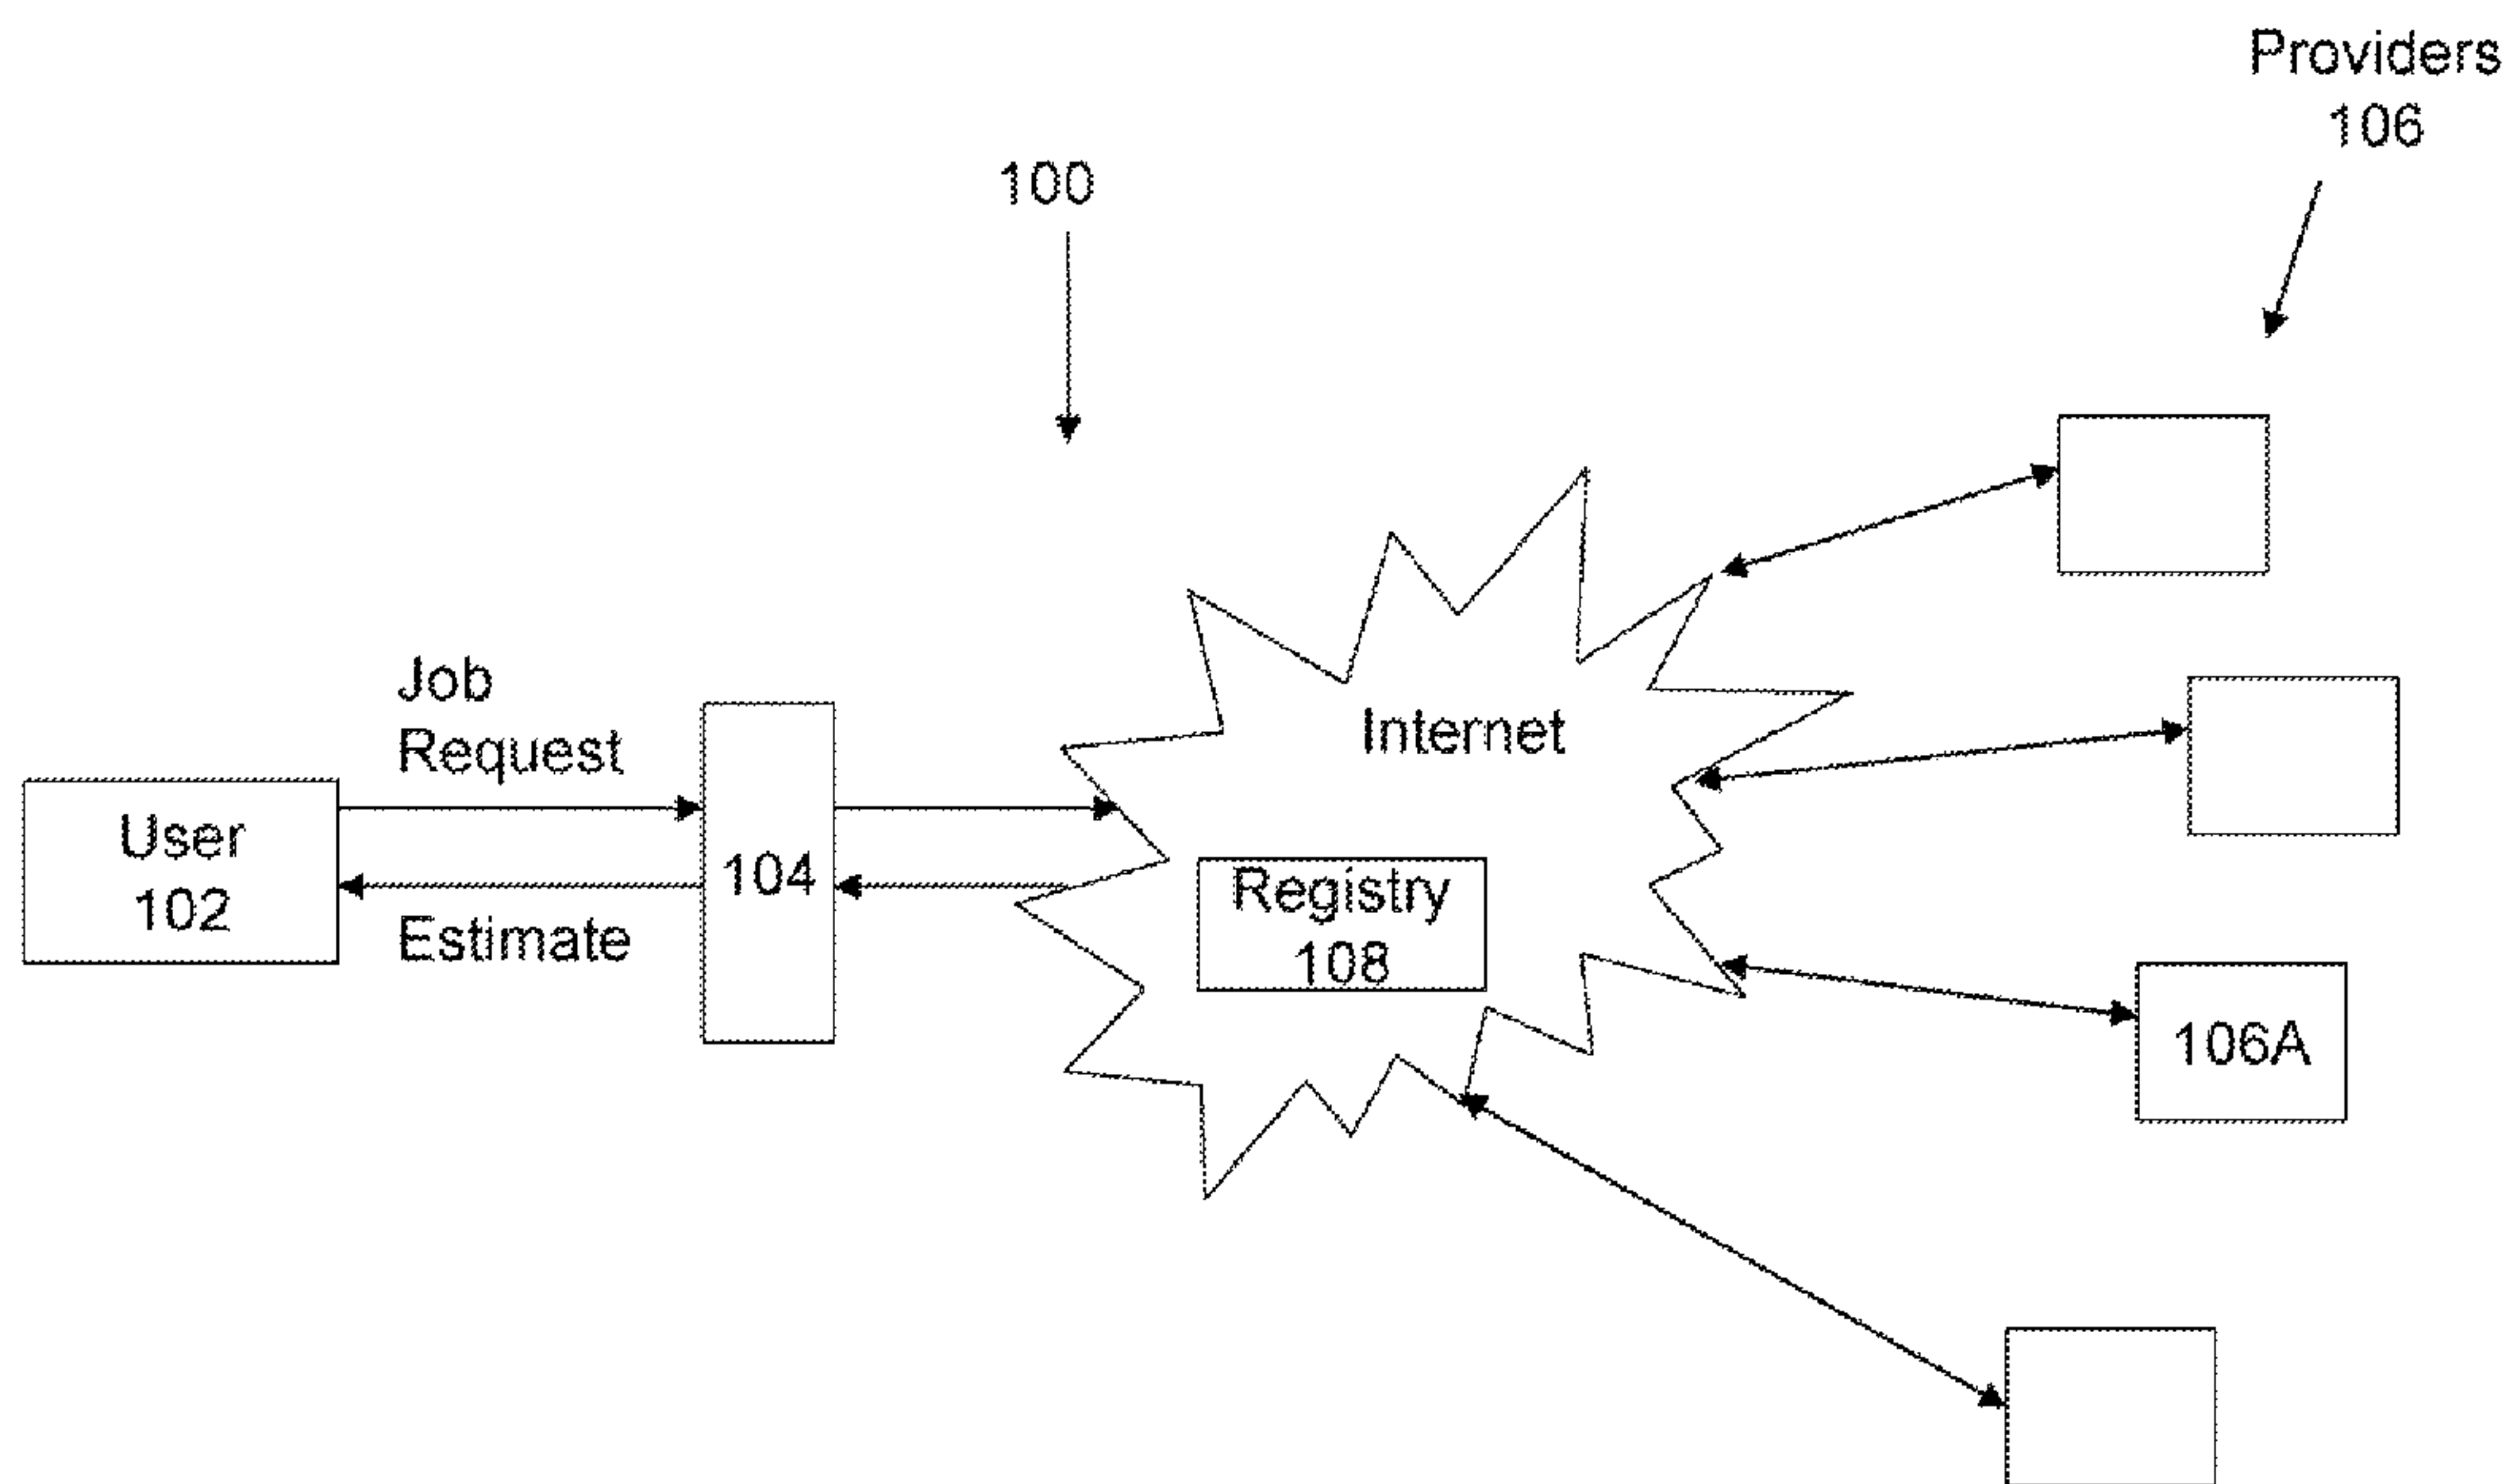 Providers
106
100
Job
Request
Internet
User
102
104
Registry
108
Estimate
106A